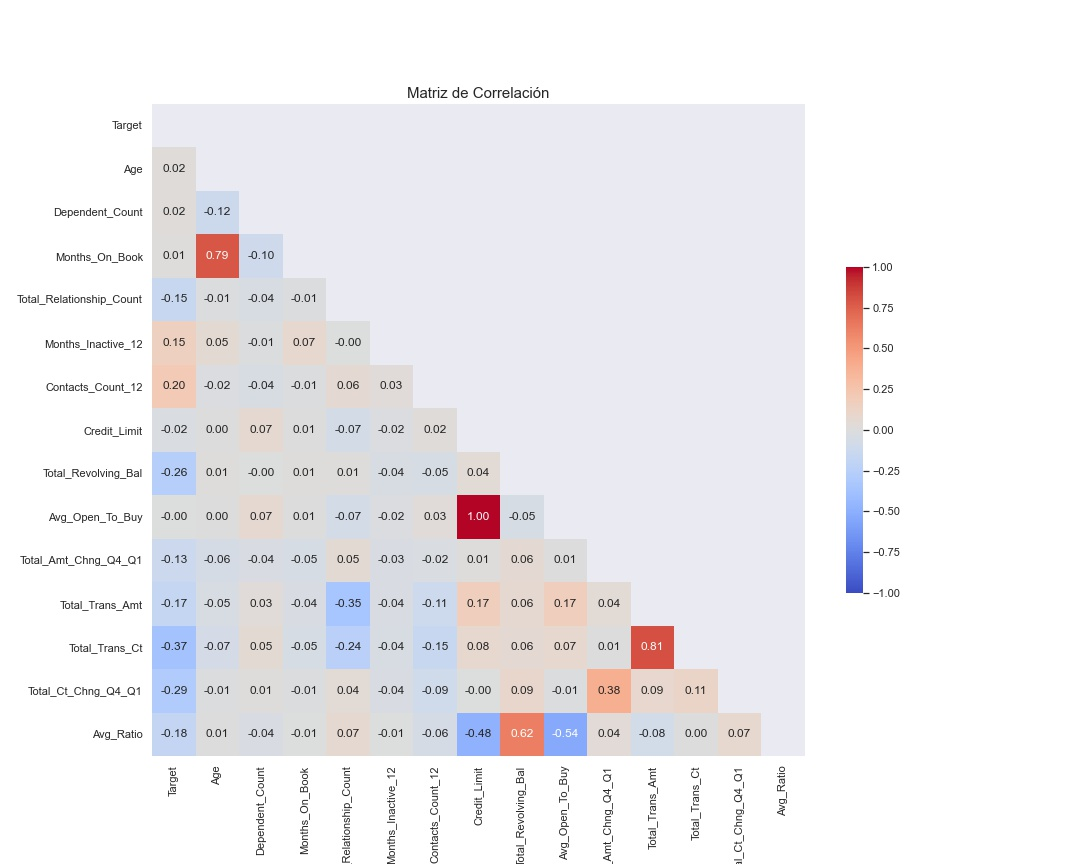 Matriz de Correlación
Target
Age 0.02
Dependent_Count 0.02 -0.12
Months_On_Book 0.01 0.79 -0.10
Total_Relationship_Count -0.15 -0.01 -0.04 -0.01
Months_Inactive_12 0.15 0.05 -0.01 0.07 -0.00
Contacts_Count_12 0.20 -0.02 -0.04 -0.01 0.06 0.03
Credit_Limit -0.02 0.00 0.07 0.01 -0.07 -0.02 0.02
Total_Revolving_Bal -0.26 0.01 -0.00 0.01 0.01 -0.04 -0.05 0.04
Avg_Open_To_Buy -0.00 0.00 0.07 0.01 -0.07 -0.02 0.03 1.00 -0.05
Total_Amt_Chng_Q4_Q1 -0.13 -0.06 -0.04 -0.05 0.05 -0.03 -0.02 0.01 0.06 0.01
Total_Trans_Amt -0.17 -0.05 0.03 -0.04 -0.35 -0.04 -0.11 0.17 0.06 0.17 0.04
Total_Trans_Ct -0.37 -0.07 0.05 -0.05 -0.24 -0.04 -0.15 0.08 0.06 0.07 0.01 0.81
Total_Ct_Chng_Q4_Q1 -0.29 -0.01 0.01 -0.01 0.04 -0.04 -0.09 -0.00 0.09 -0.01 0.38 0.09 0.11
Avg_Ratio -0.18 0.01 -0.04 -0.01 0.07 -0.01 -0.06 -0.48 0.62 -0.54 0.04 -0.08 0.00 0.07
Target
Age
Dependent_Count
Months_On_Book
_Relationship_Count
Months_Inactive_12
Contacts_Count_12
Credit_Limit
otal_Revolving_Bal
Avg_Open_To_Buy
_Amt_Chng_Q4_Q1
Total_Trans_Amt
Total_Trans_Ct
al_Ct_Chng_Q4_Q1
Avg_Ratio
1.00
0.75
0.50
0.25
0.00
−0.25
−0.50
−0.75
−1.00